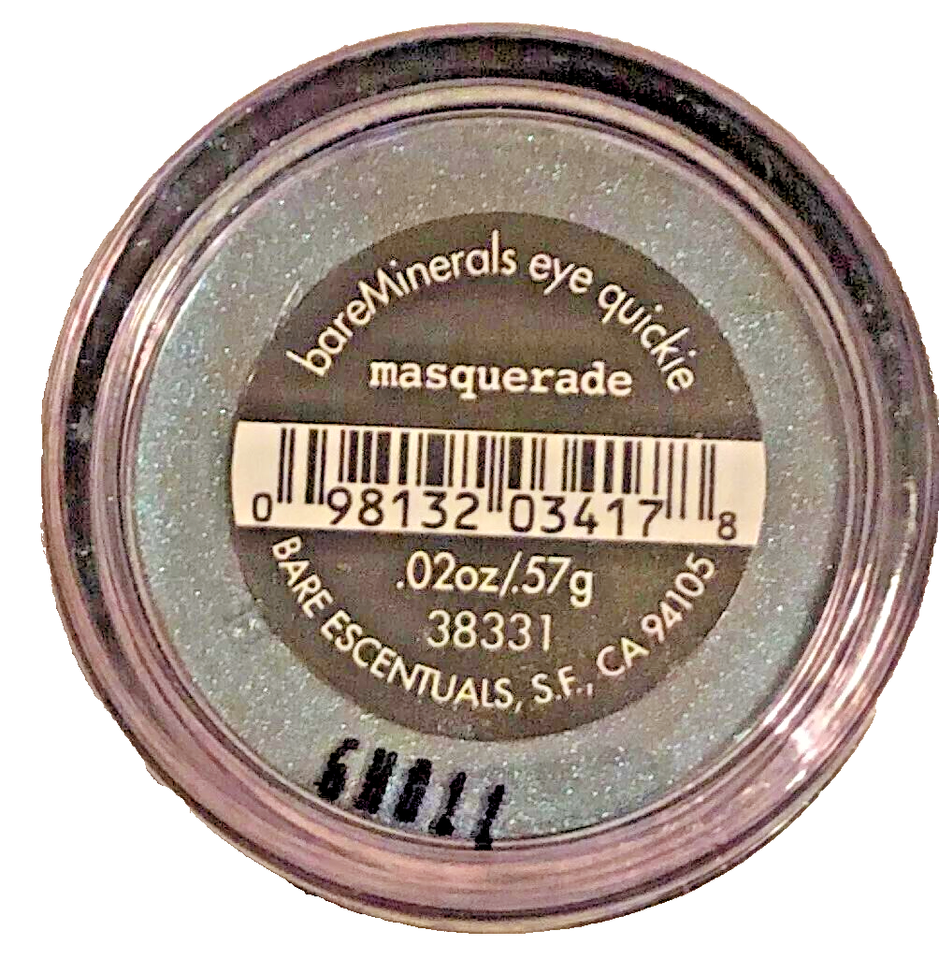 bareMinerals eye quickie
masquerade
0 98132 03417 8
.02oz/.57g
38331
BARE ESCENTUALS, S.F., CA 94105